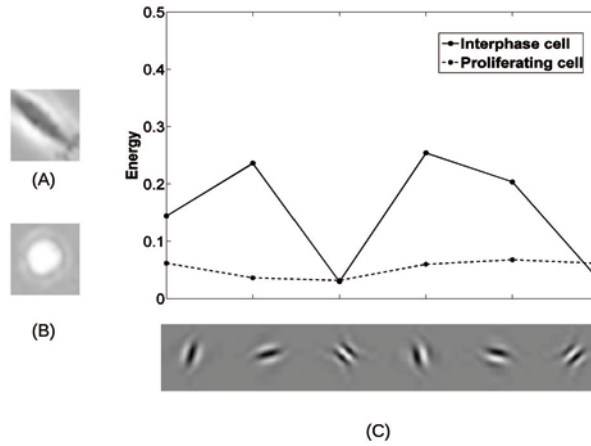 0.5
Interphase cell
Proliferating cell
0.4
0.3
Energy
0.2
0.1
0
(A)
(B)
(C)